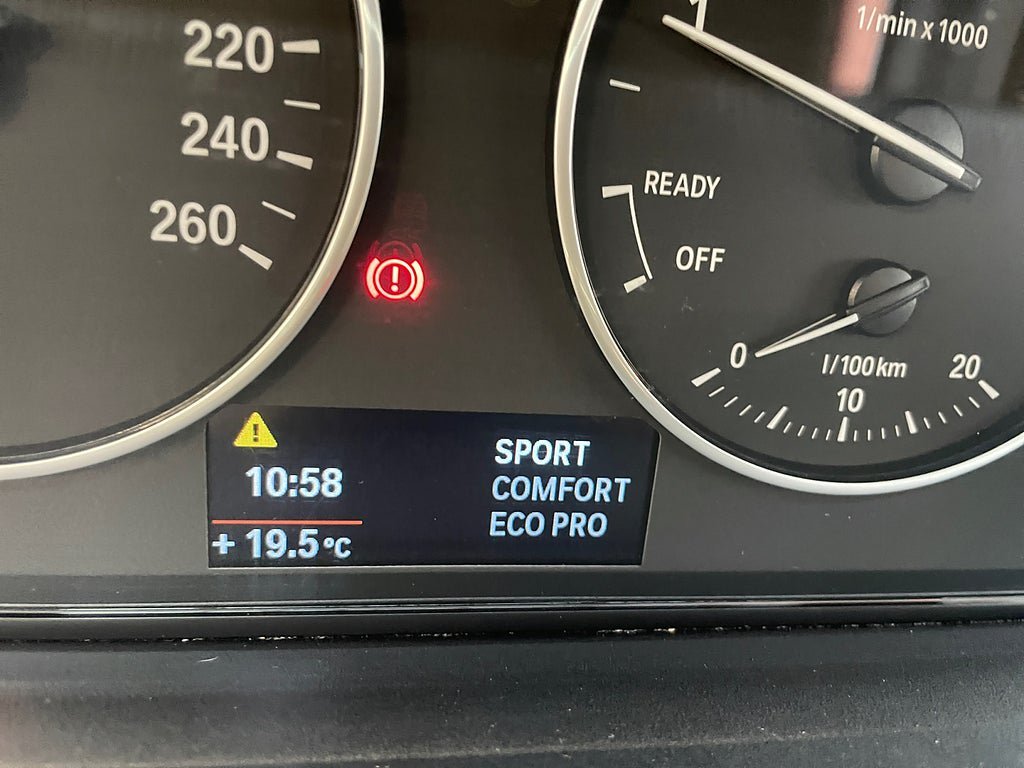 220
240
260
1
1/min x 1000
READY
OFF
0
l/100km
10
20
10:58
+ 19.5 °C
SPORT
COMFORT
ECO PRO